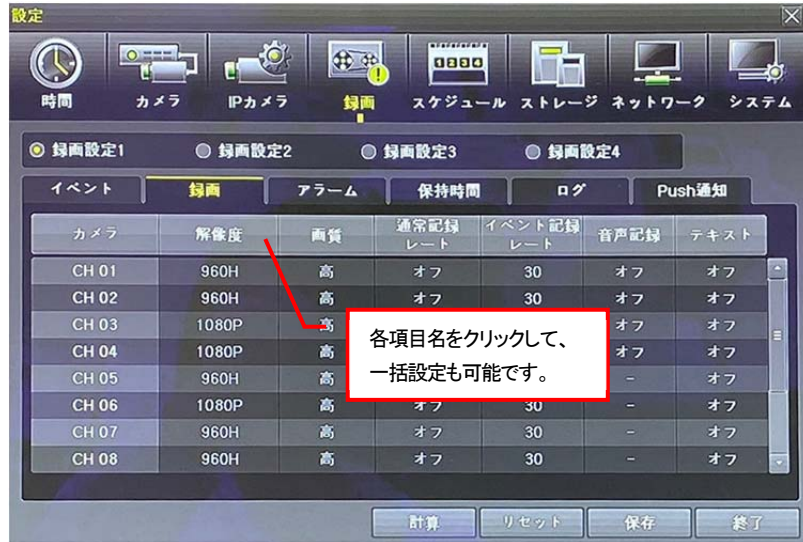 設定
時間 カメラ IPカメラ 録画 スケジュール ストレージ ネットワーク システム
録画設定1 録画設定2 録画設定3 録画設定4
イベント 録画 アラーム 保持時間 ログ Push通知
カメラ 解像度 画質 通常記録レート イベント記録レート 音声記録 テキスト
CH 01 960H 高 オフ 30 オフ オフ
CH 02 960H 高 オフ 30 オフ オフ
CH 03 1080P 高 オフ オフ
CH 04 1080P 高 オフ オフ
CH 05 960H 高 - オフ
CH 06 1080P 高 オフ 30 - オフ
CH 07 960H 高 オフ 30 - オフ
CH 08 960H 高 オフ 30 - オフ
各項目名をクリックして、
一括設定も可能です。
計算 リセット 保存 終了